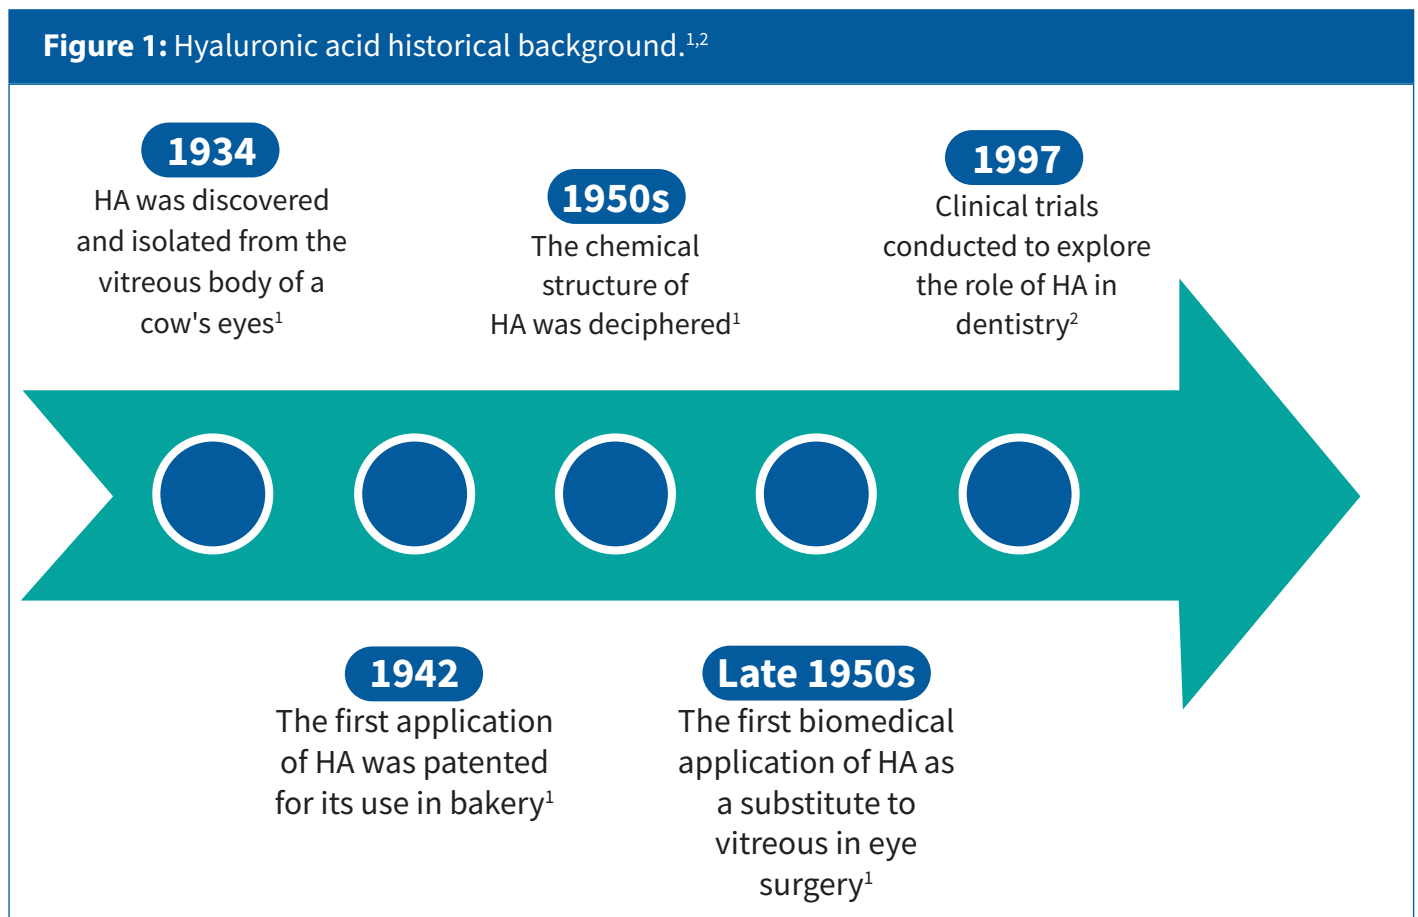 Figure 1: Hyaluronic acid historical background.1,2
1934
HA was discovered
and isolated from the
vitreous body of a
cow's eyes1
1942
The first application
of HA was patented
for its use in bakery1
1950s
The chemical
structure of
HA was deciphered1
Late 1950s
The first biomedical
application of HA as
a substitute to
vitreous in eye
surgery1
1997
Clinical trials
conducted to explore
the role of HA in
dentistry2